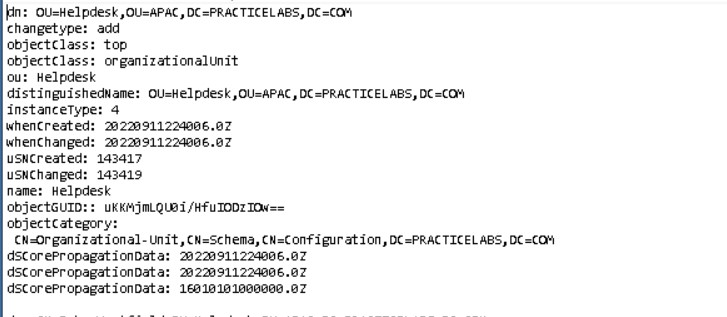 dn: OU=Helpdesk,OU=APAC,DC=PRACTICELABS,DC=COM
changetype: add
objectClass: top
objectClass: organizationalUnit
ou: Helpdesk
distinguishedName: OU=Helpdesk,OU=APAC,DC=PRACTICELABS,DC=COM
instanceType: 4
whenCreated: 20220911224006.0Z
whenChanged: 20220911224006.0Z
uSNCreated: 143417
uSNChanged: 143419
name: Helpdesk
objectGUID:: uKKMjmLQU0i/HfuIODzIOw==
objectCategory:
 CN=Organizational-Unit,CN=Schema,CN=Configuration,DC=PRACTICELABS,DC=COM
dSCorePropagationData: 20220911224006.0Z
dSCorePropagationData: 20220911224006.0Z
dSCorePropagationData: 16010101000000.0Z